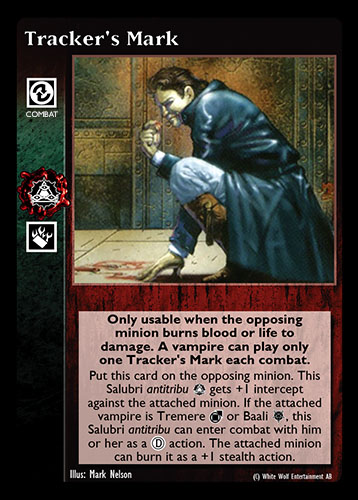 Tracker's Mark
COMBAT
Only usable when the opposing
minion burns blood or life to
damage. A vampire can play only
one Tracker's Mark each combat.
Put this card on the opposing minion. This
Salubri antitribu gets +1 intercept
against the attached minion. If the attached
vampire is Tremere or Baali, this
Salubri antitribu can enter combat with him
or her as a D action. The attached minion
can burn it as a +1 stealth action.
Illus: Mark Nelson
(C) White Wolf Entertainment AB